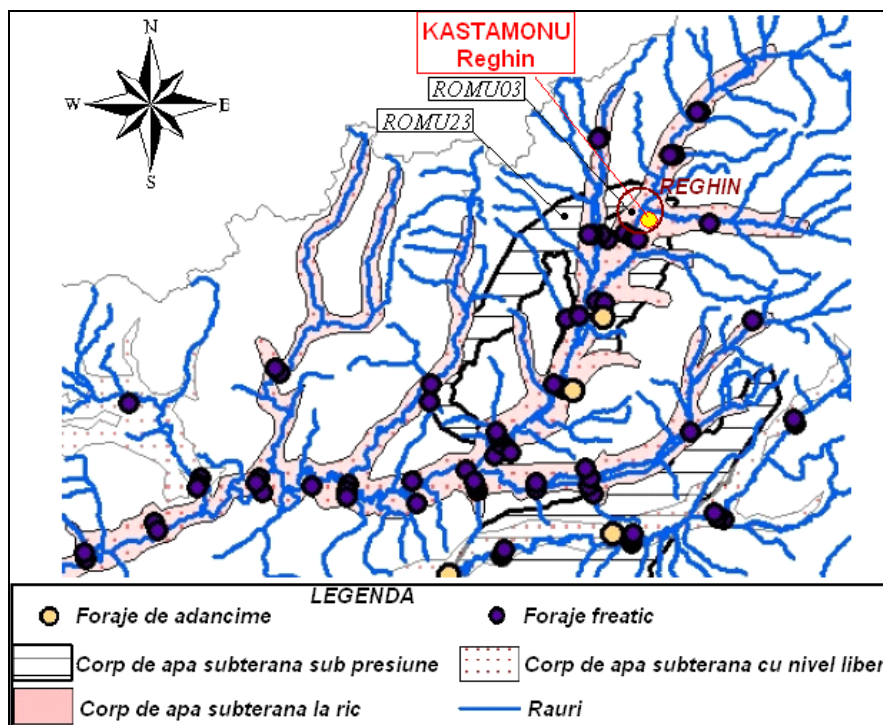 KASTAMONU
Reghin
ROMU03
ROMU23
N
W
E
S
REGHIN
LEGENDA
Foraje de adancime
Foraje freatic
Corp de apa subterana sub presiune
Corp de apa subterana cu nivel liber
Corp de apa subterana la ric
Rauri